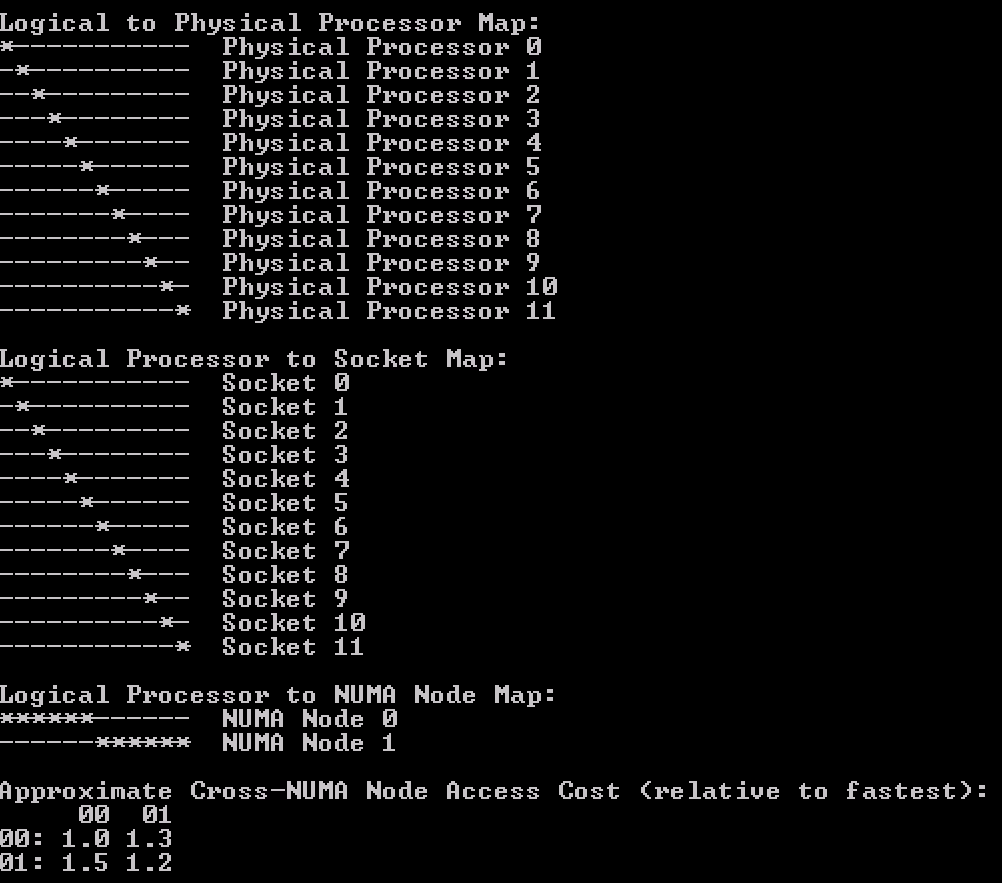 Logical to Physical Processor Map:
*-----------  Physical Processor 0
-*----------  Physical Processor 1
--*---------  Physical Processor 2
---*--------  Physical Processor 3
----*-------  Physical Processor 4
-----*------  Physical Processor 5
------*-----  Physical Processor 6
-------*----  Physical Processor 7
--------*---  Physical Processor 8
---------*--  Physical Processor 9
----------*-  Physical Processor 10
-----------*  Physical Processor 11
Logical Processor to Socket Map:
*-----------  Socket 0
-*----------  Socket 1
--*---------  Socket 2
---*--------  Socket 3
----*-------  Socket 4
-----*------  Socket 5
------*-----  Socket 6
-------*----  Socket 7
--------*---  Socket 8
---------*--  Socket 9
----------*-  Socket 10
-----------*  Socket 11
Logical Processor to NUMA Node Map:
******------  NUMA Node 0
------******  NUMA Node 1
Approximate Cross-NUMA Node Access Cost (relative to fastest):
     00  01
00: 1.0 1.3
01: 1.5 1.2